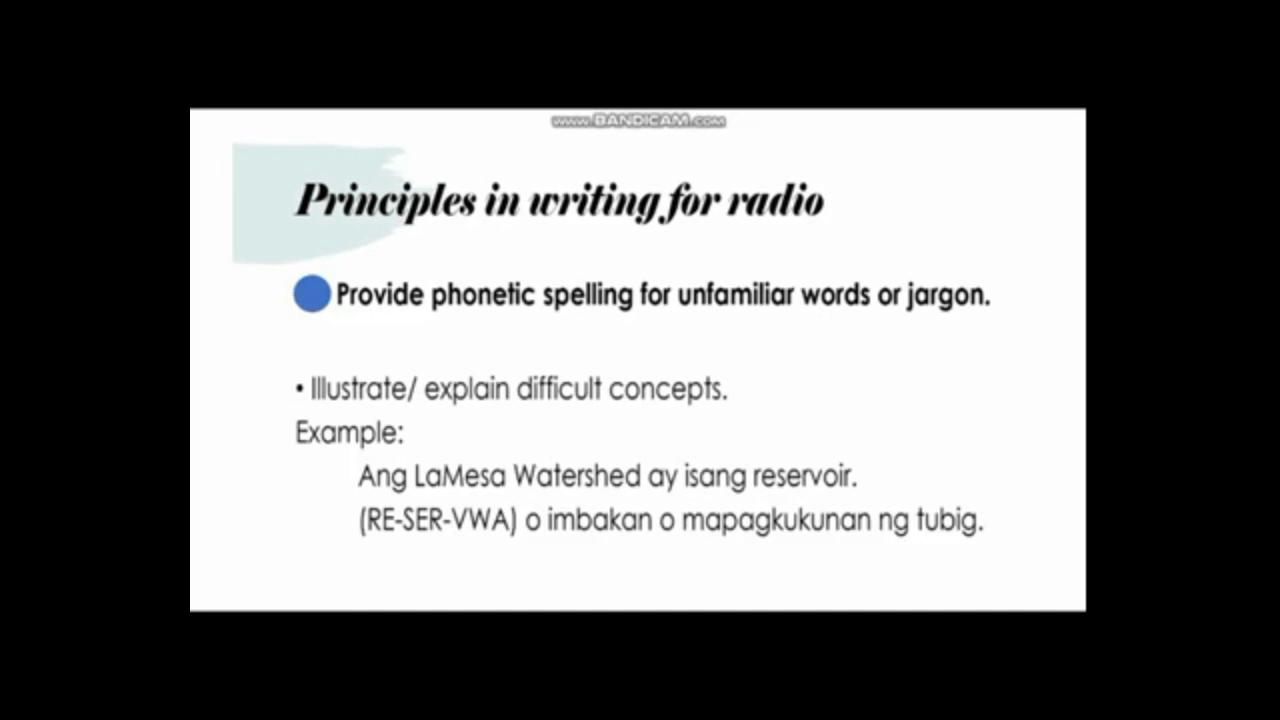 www.BANDICAM.com
Principles in writing for radio
Provide phonetic spelling for unfamiliar words or jargon.
• Illustrate/ explain difficult concepts.
Example:
Ang LaMesa Watershed ay isang reservoir.
(RE-SER-VWA) o imbakan o mapagkukunan ng tubig.